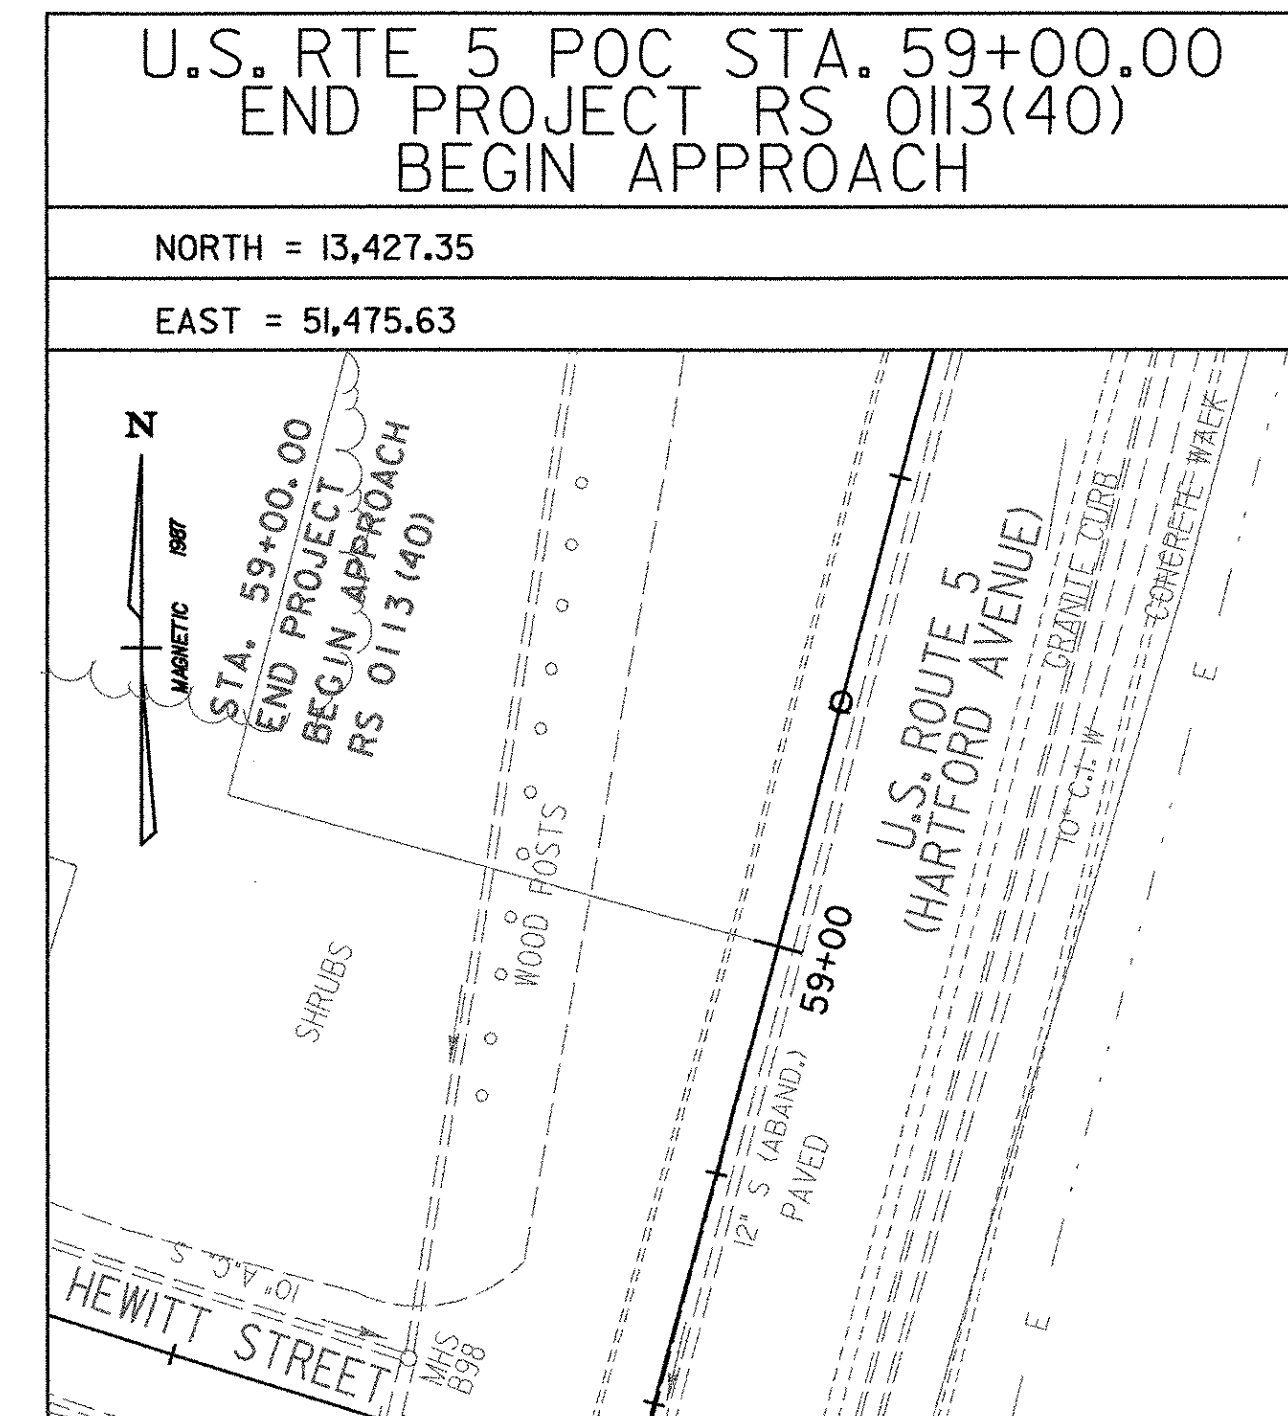 U.S. RTE 5 POC STA. 59+00.00
END PROJECT RS 0113(40)
BEGIN APPROACH
NORTH = 13,427.35
EAST = 51,475.63
N
MAGNETIC 1987
STA. 59+00.00
END PROJECT
BEGIN APPROACH
RS 0113(40)
WOOD POSTS
SHRUBS
U.S. ROUTE 5
(HARTFORD AVENUE)
GRANITE CURB
CONCRETE WALK
10" C.I. W
E
59+00
12" S (ABAND.)
PAVED
10" A.C. S
HEWITT STREET
MHS
B98
E